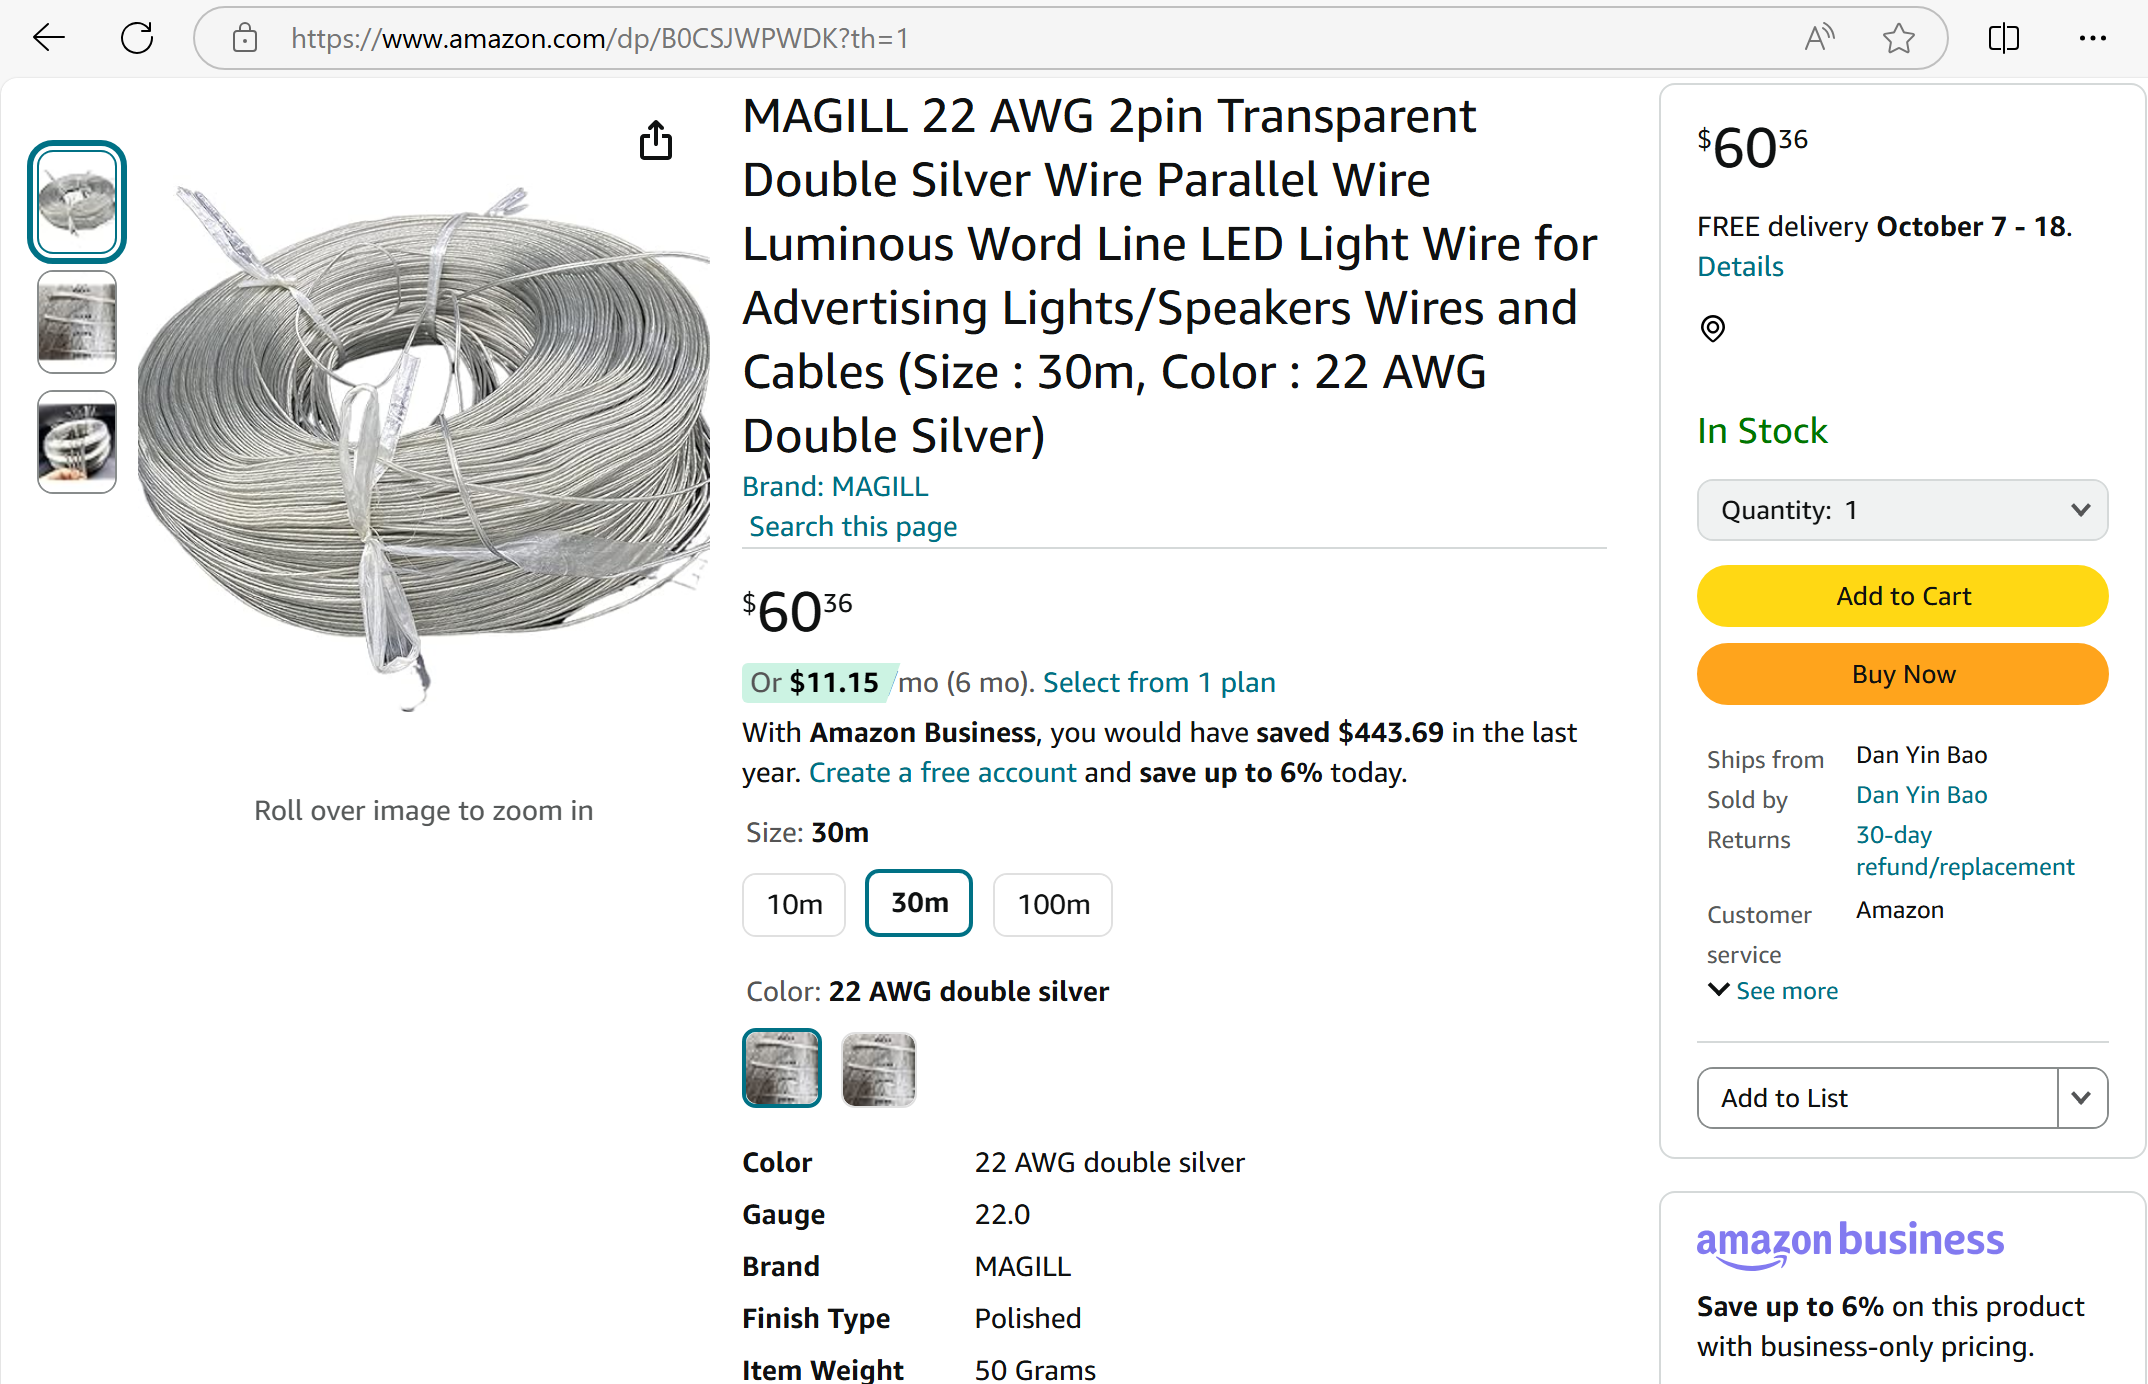 https://www.amazon.com/dp/B0CSJWPWDK?th=1
MAGILL 22 AWG 2pin Transparent
Double Silver Wire Parallel Wire
Luminous Word Line LED Light Wire for
Advertising Lights/Speakers Wires and
Cables (Size : 30m, Color : 22 AWG
Double Silver)
Brand: MAGILL
Search this page
$6036
Or $11.15 /mo (6 mo). Select from 1 plan
With Amazon Business, you would have saved $443.69 in the last
year. Create a free account and save up to 6% today.
Roll over image to zoom in
Size: 30m
10m 30m 100m
Color: 22 AWG double silver
Color 22 AWG double silver
Gauge 22.0
Brand MAGILL
Finish Type Polished
Item Weight 50 Grams
$6036
FREE delivery October 7 - 18.
Details
In Stock
Quantity: 1
Add to Cart
Buy Now
Ships from Dan Yin Bao
Sold by Dan Yin Bao
Returns 30-day
refund/replacement
Customer Amazon
service
See more
Add to List
amazon business
Save up to 6% on this product
with business-only pricing.